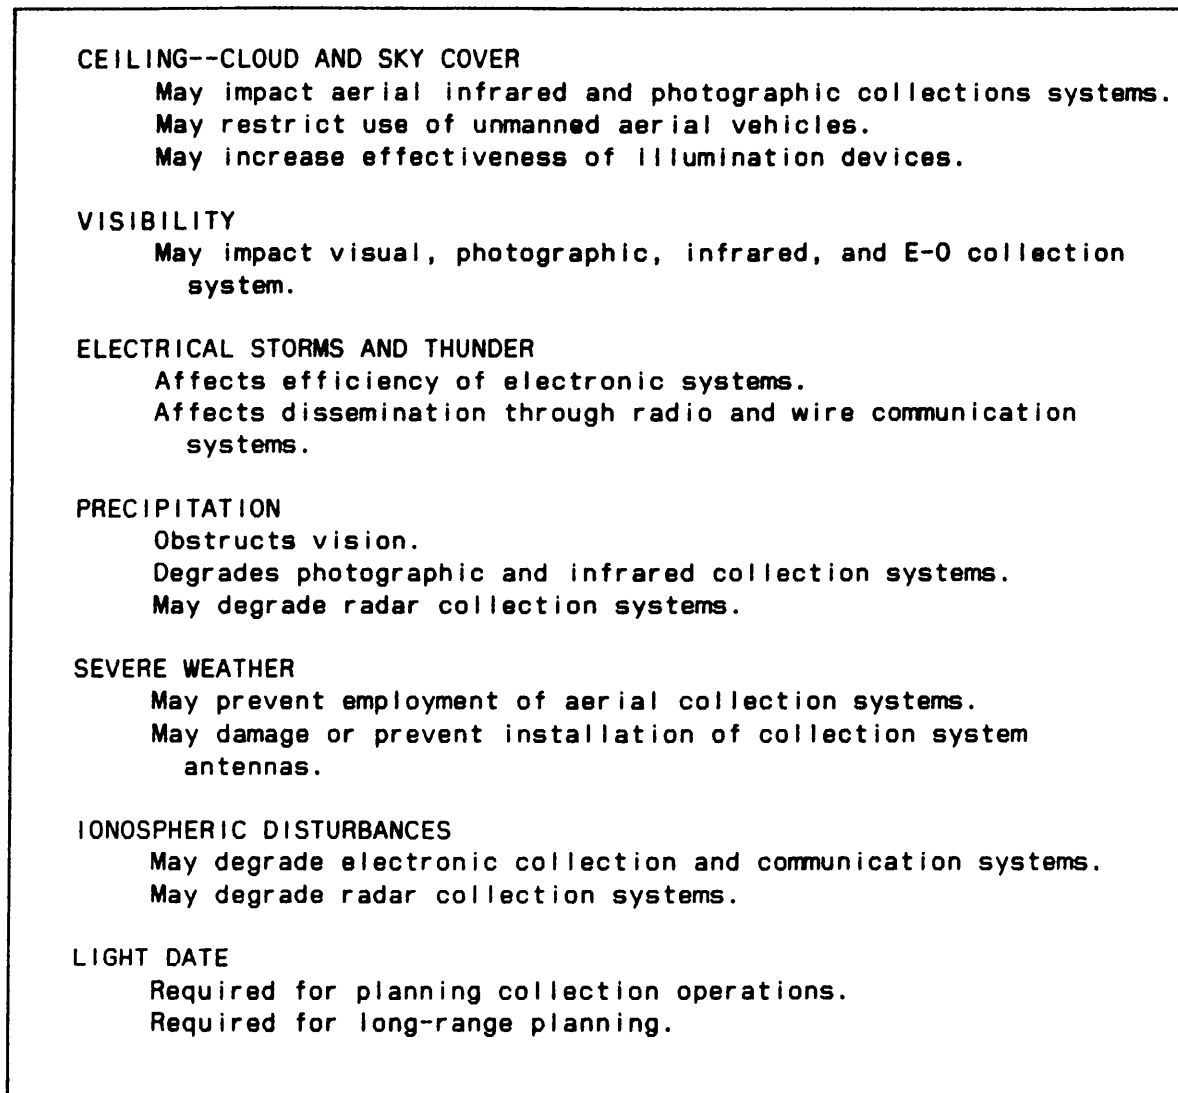 CEILING--CLOUD AND SKY COVER
May impact aerial infrared and photographic collections systems.
May restrict use of unmanned aerial vehicles.
May increase effectiveness of illumination devices.
VISIBILITY
May impact visual, photographic, infrared, and E-O collection
system.
ELECTRICAL STORMS AND THUNDER
Affects efficiency of electronic systems.
Affects dissemination through radio and wire communication
systems.
PRECIPITATION
Obstructs vision.
Degrades photographic and infrared collection systems.
May degrade radar collection systems.
SEVERE WEATHER
May prevent employment of aerial collection systems.
May damage or prevent installation of collection system
antennas.
IONOSPHERIC DISTURBANCES
May degrade electronic collection and communication systems.
May degrade radar collection systems.
LIGHT DATE
Required for planning collection operations.
Required for long-range planning.